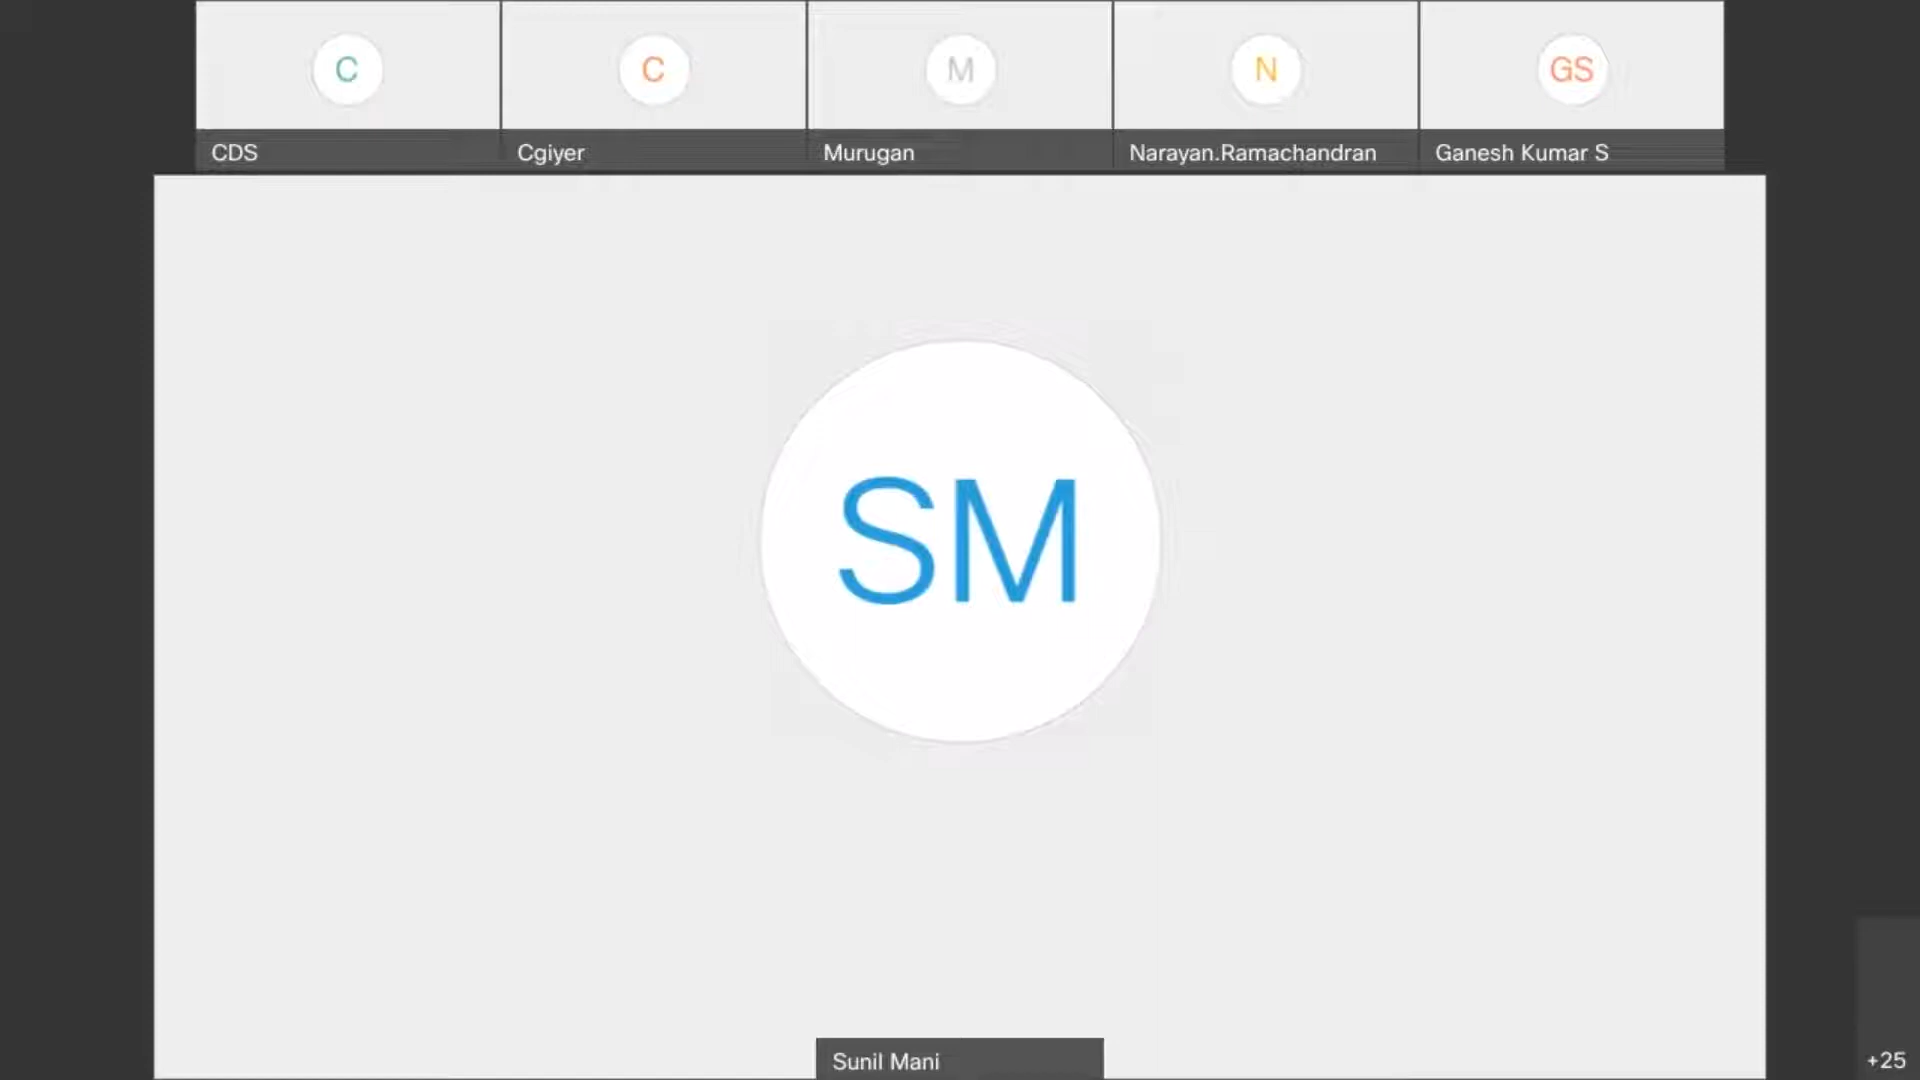 C
C
M
N
GS
CDS
Cgiyer
Murugan
Narayan.Ramachandran
Ganesh Kumar S
SM
Sunil Mani
+25